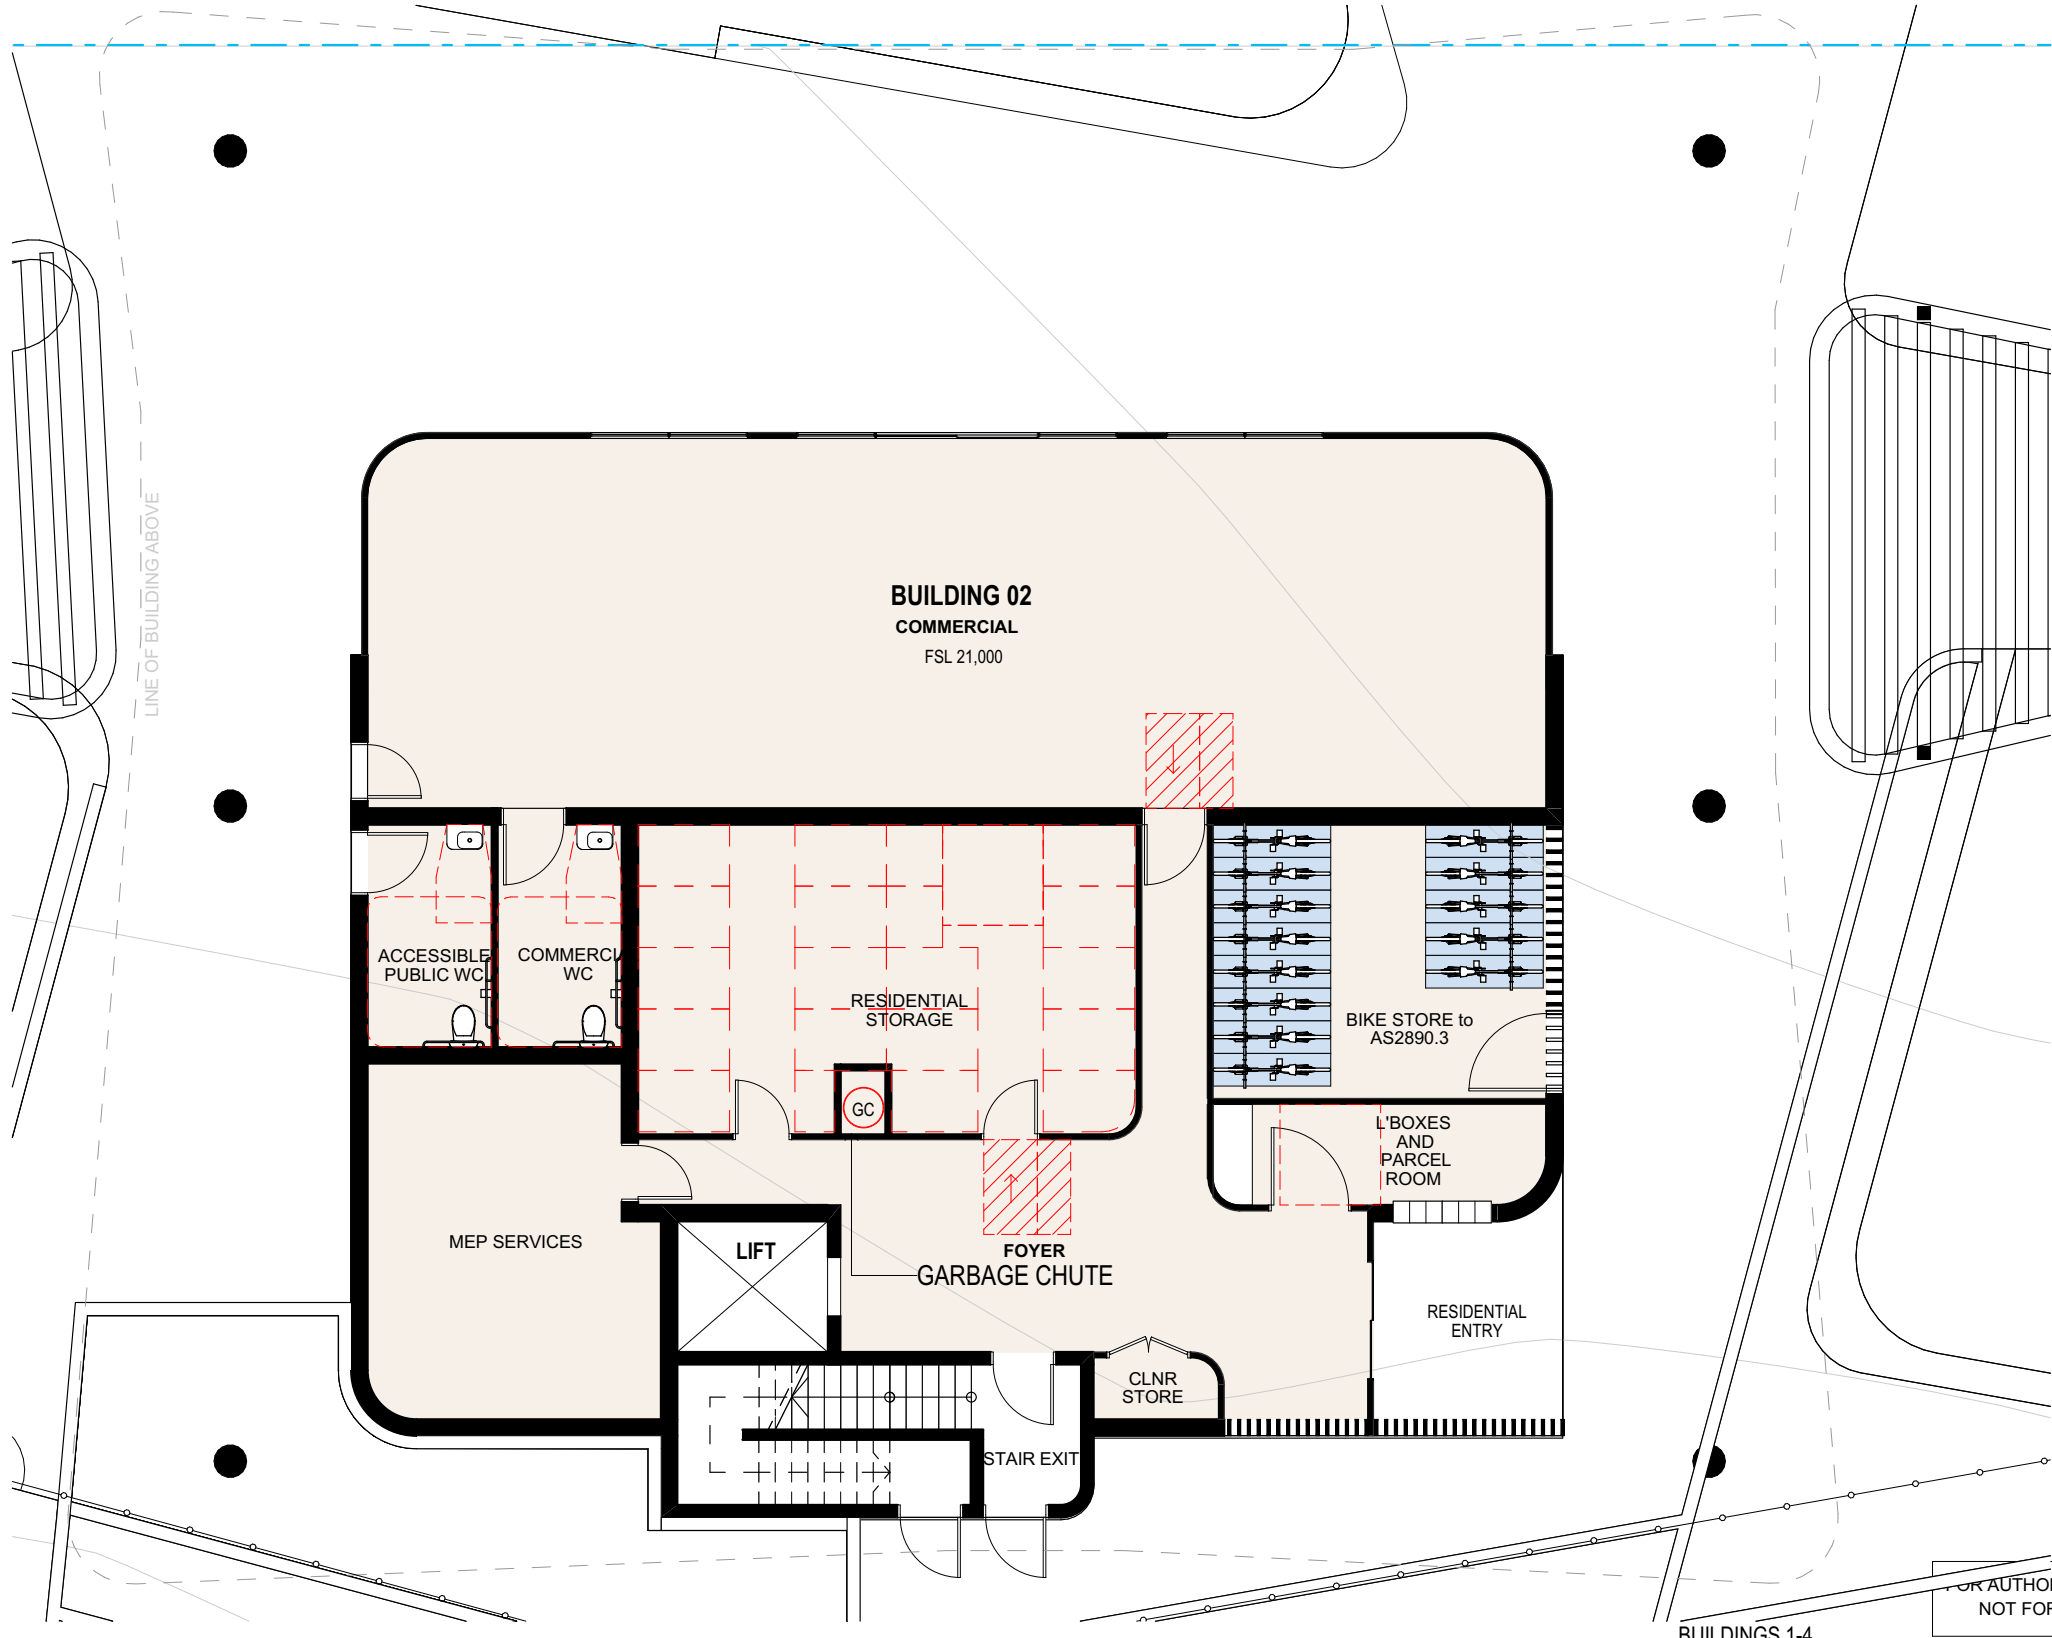 LINE OF BUILDING ABOVE
BUILDING 02
COMMERCIAL
FSL 21,000
ACCESSIBLE
PUBLIC WC
COMMERCI
WC
RESIDENTIAL
STORAGE
BIKE STORE to
AS2890.3
GC
L'BOXES
AND
PARCEL
ROOM
MEP SERVICES
LIFT
FOYER
GARBAGE CHUTE
RESIDENTIAL
ENTRY
CLNR
STORE
STAIR EXIT
OR AUTHO
NOT FOR
BUILDINGS 1-4